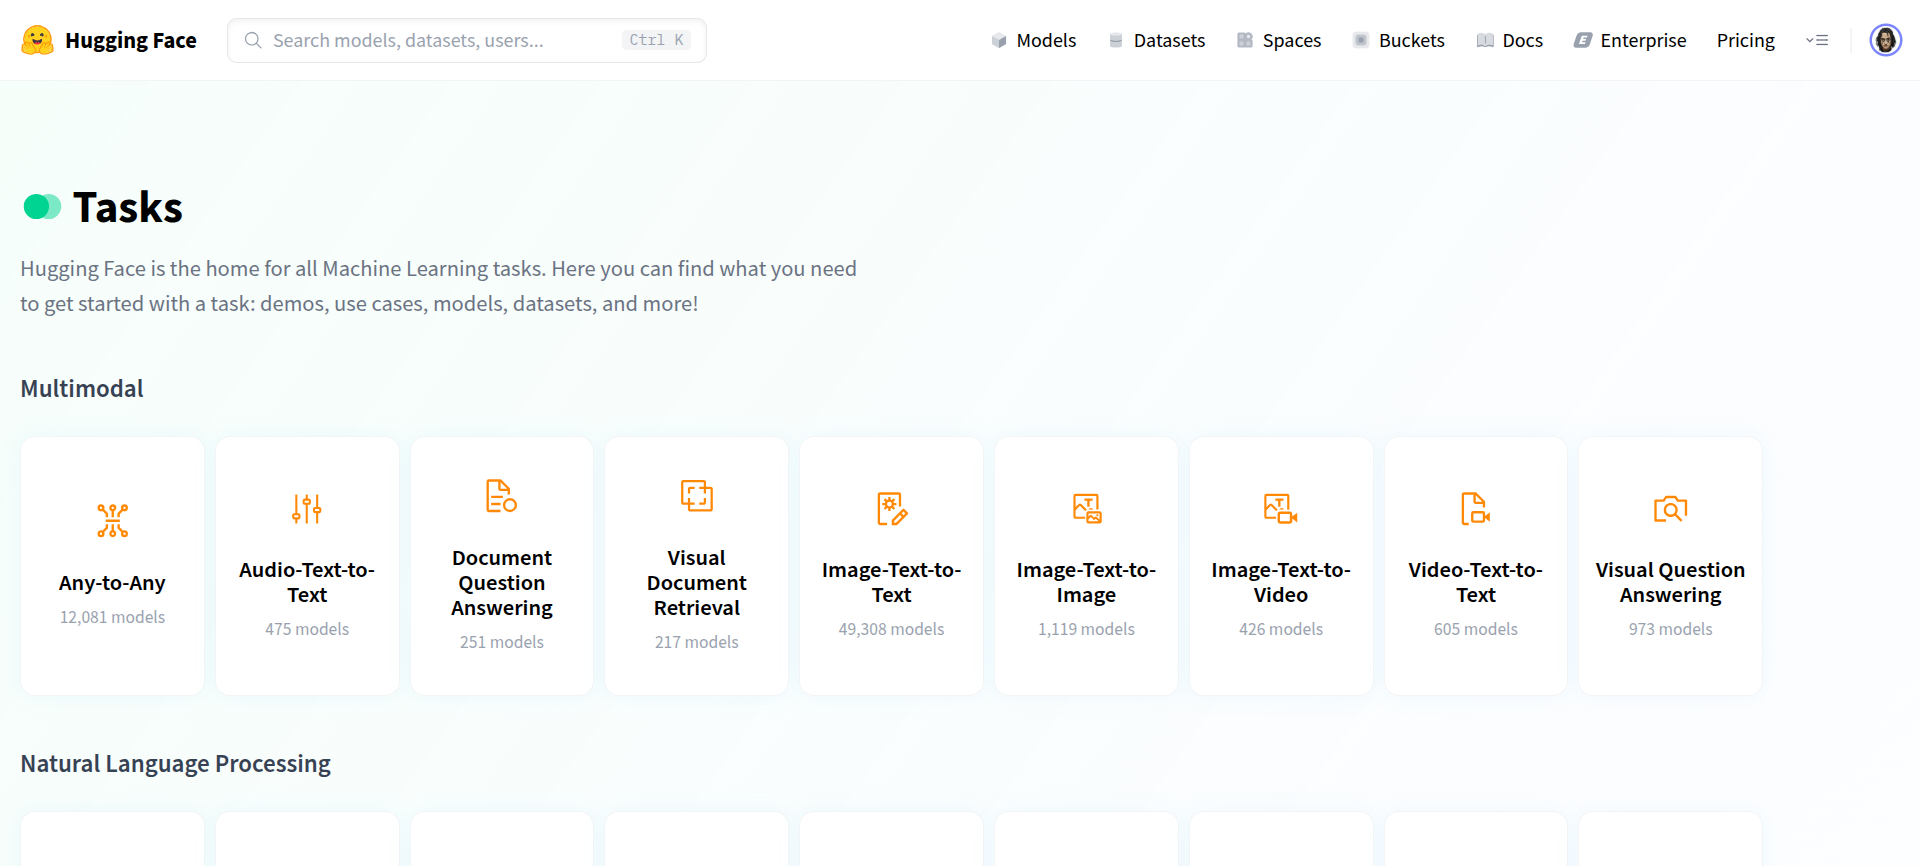 Hugging Face
Search models, datasets, users...
Ctrl K
Models
Datasets
Spaces
Buckets
Docs
Enterprise
Pricing
Tasks
Hugging Face is the home for all Machine Learning tasks. Here you can find what you need
to get started with a task: demos, use cases, models, datasets, and more!
Multimodal
Any-to-Any
12,081 models
Audio-Text-to-
Text
475 models
Document
Question
Answering
251 models
Visual
Document
Retrieval
217 models
Image-Text-to-
Text
49,308 models
Image-Text-to-
Image
1,119 models
Image-Text-to-
Video
426 models
Video-Text-to-
Text
605 models
Visual Question
Answering
973 models
Natural Language Processing